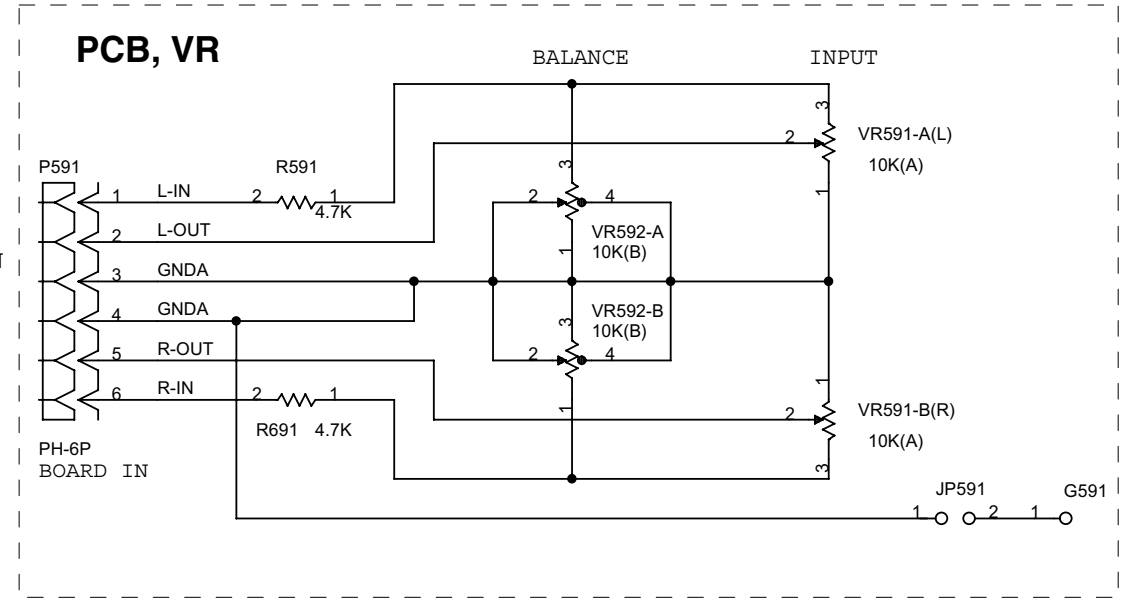 PCB, VR
BALANCE
INPUT
3
2
VR591-A(L)
10K(A)
1
P591
R591
1
L-IN
2
1
4.7K
3
2
4
VR592-A
10K(B)
1
2
L-OUT
3
GNDA
4
GNDA
3
VR592-B
10K(B)
2
4
1
5
R-OUT
6
R-IN
2
1
R691
4.7K
1
2
VR591-B(R)
10K(A)
3
PH-6P
BOARD IN
JP591
G591
1
2
1